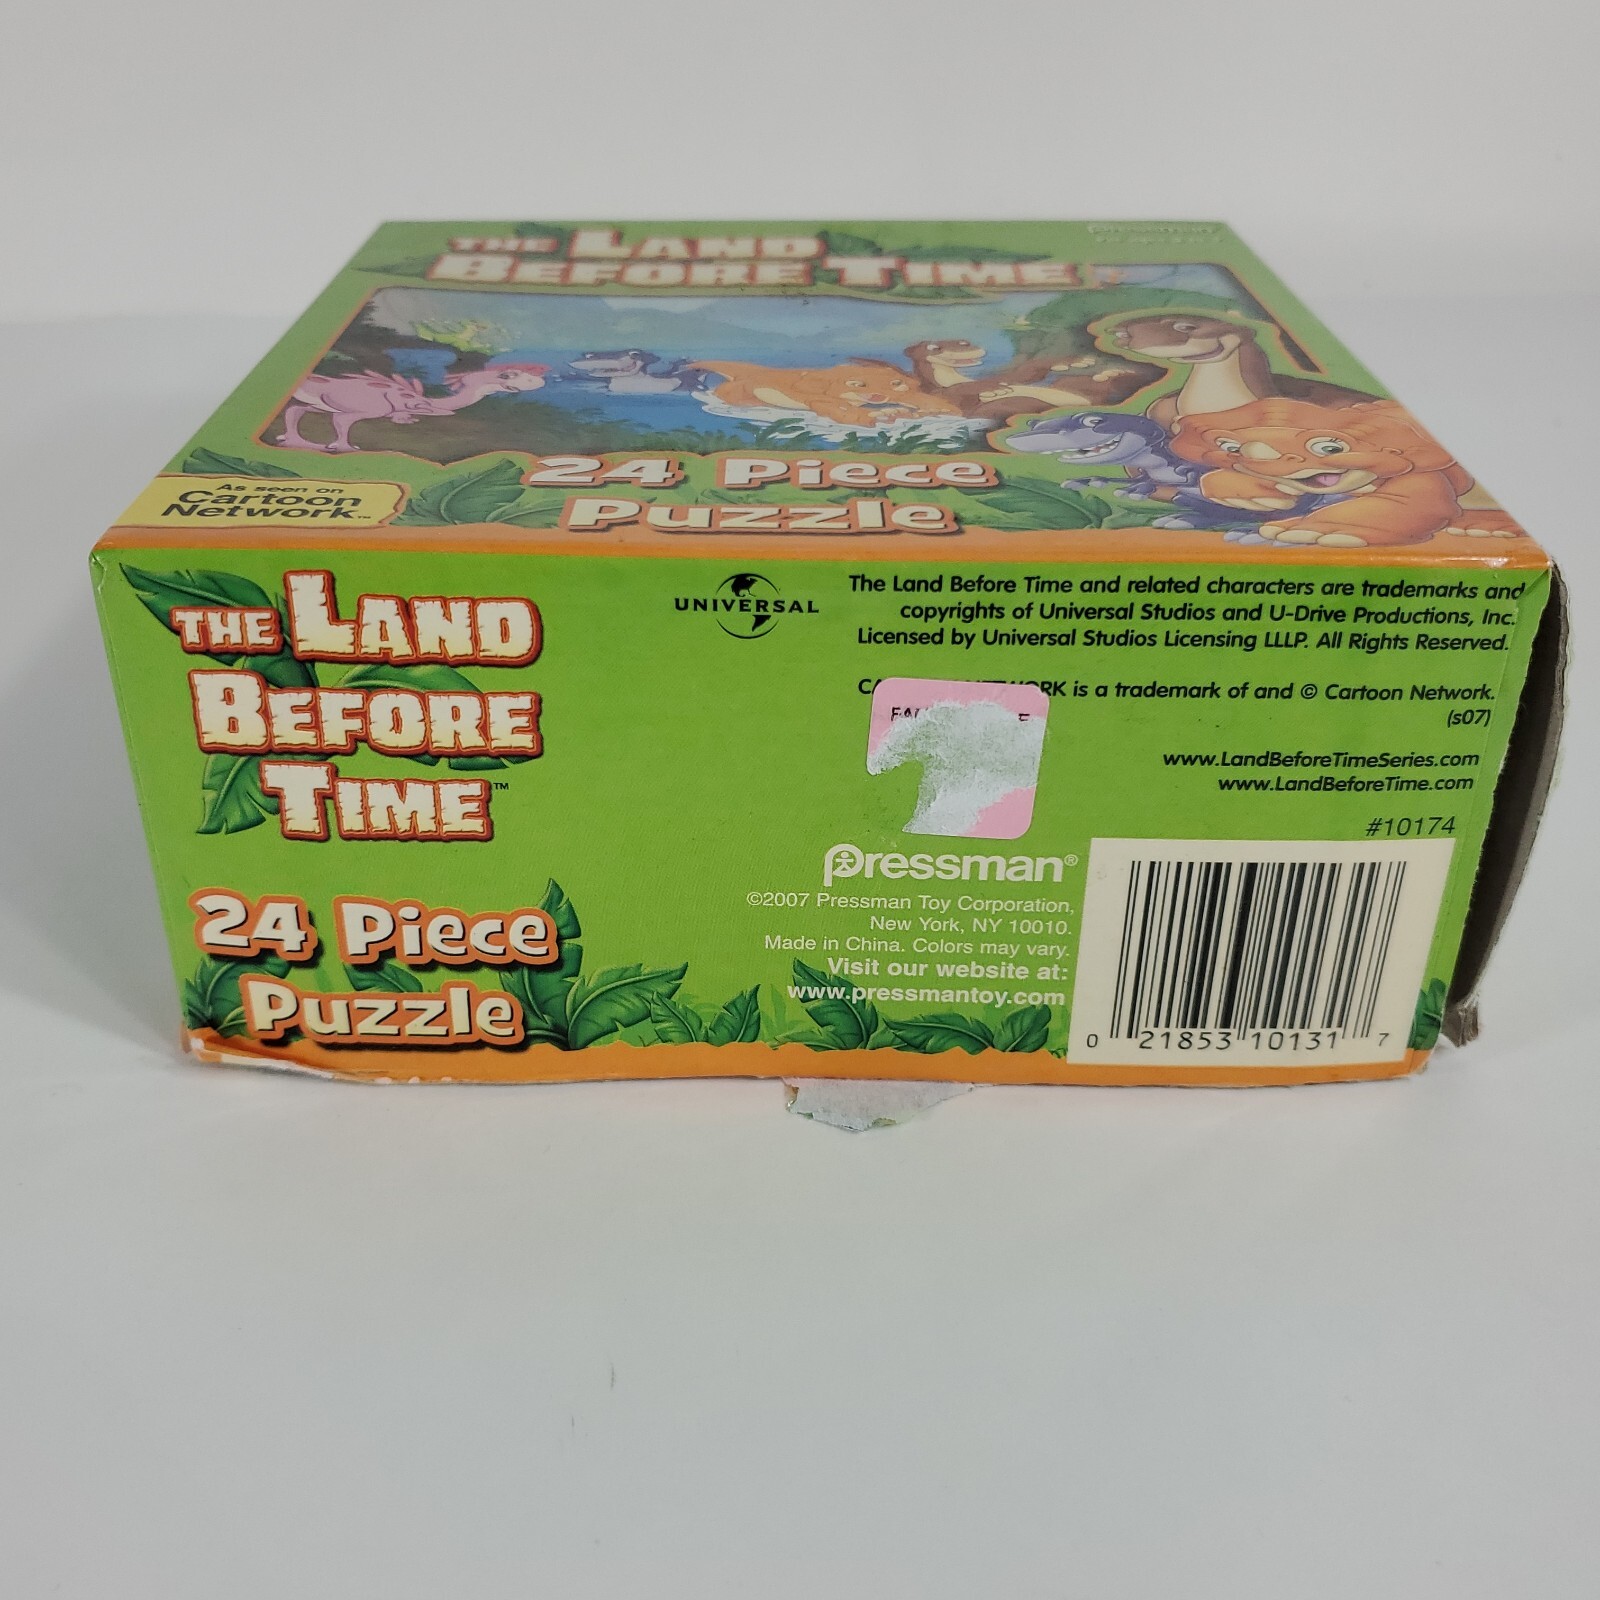 THE LAND
BEFORE TIME
Pressman
24 Piece
Puzzle
As seen on
Cartoon
Network™
THE LAND
BEFORE
TIME™
24 Piece
Puzzle
UNIVERSAL
The Land Before Time and related characters are trademarks and
copyrights of Universal Studios and U-Drive Productions, Inc.
Licensed by Universal Studios Licensing LLLP. All Rights Reserved.
is a trademark of and © Cartoon Network.
(s07)
www.LandBeforeTimeSeries.com
www.LandBeforeTime.com
#10174
Pressman®
©2007 Pressman Toy Corporation,
New York, NY 10010.
Made in China. Colors may vary.
Visit our website at:
www.pressmantoy.com
0 21853 10131 7